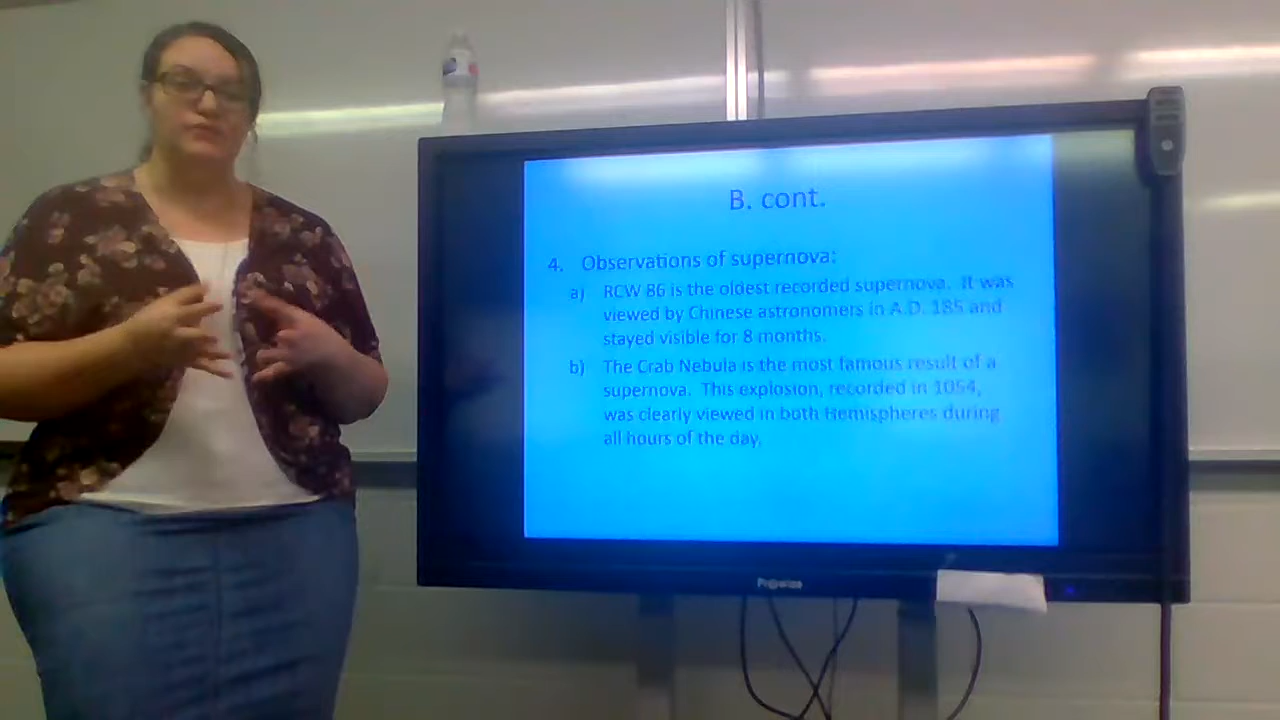 B. cont.
4. Observations of supernova:
a) RCW 86 is the oldest recorded supernova. It was
viewed by Chinese astronomers in A.D. 185 and
stayed visible for 8 months.
b) The Crab Nebula is the most famous result of a
supernova. This explosion, recorded in 1054,
was clearly viewed in both Hemispheres during
all hours of the day.